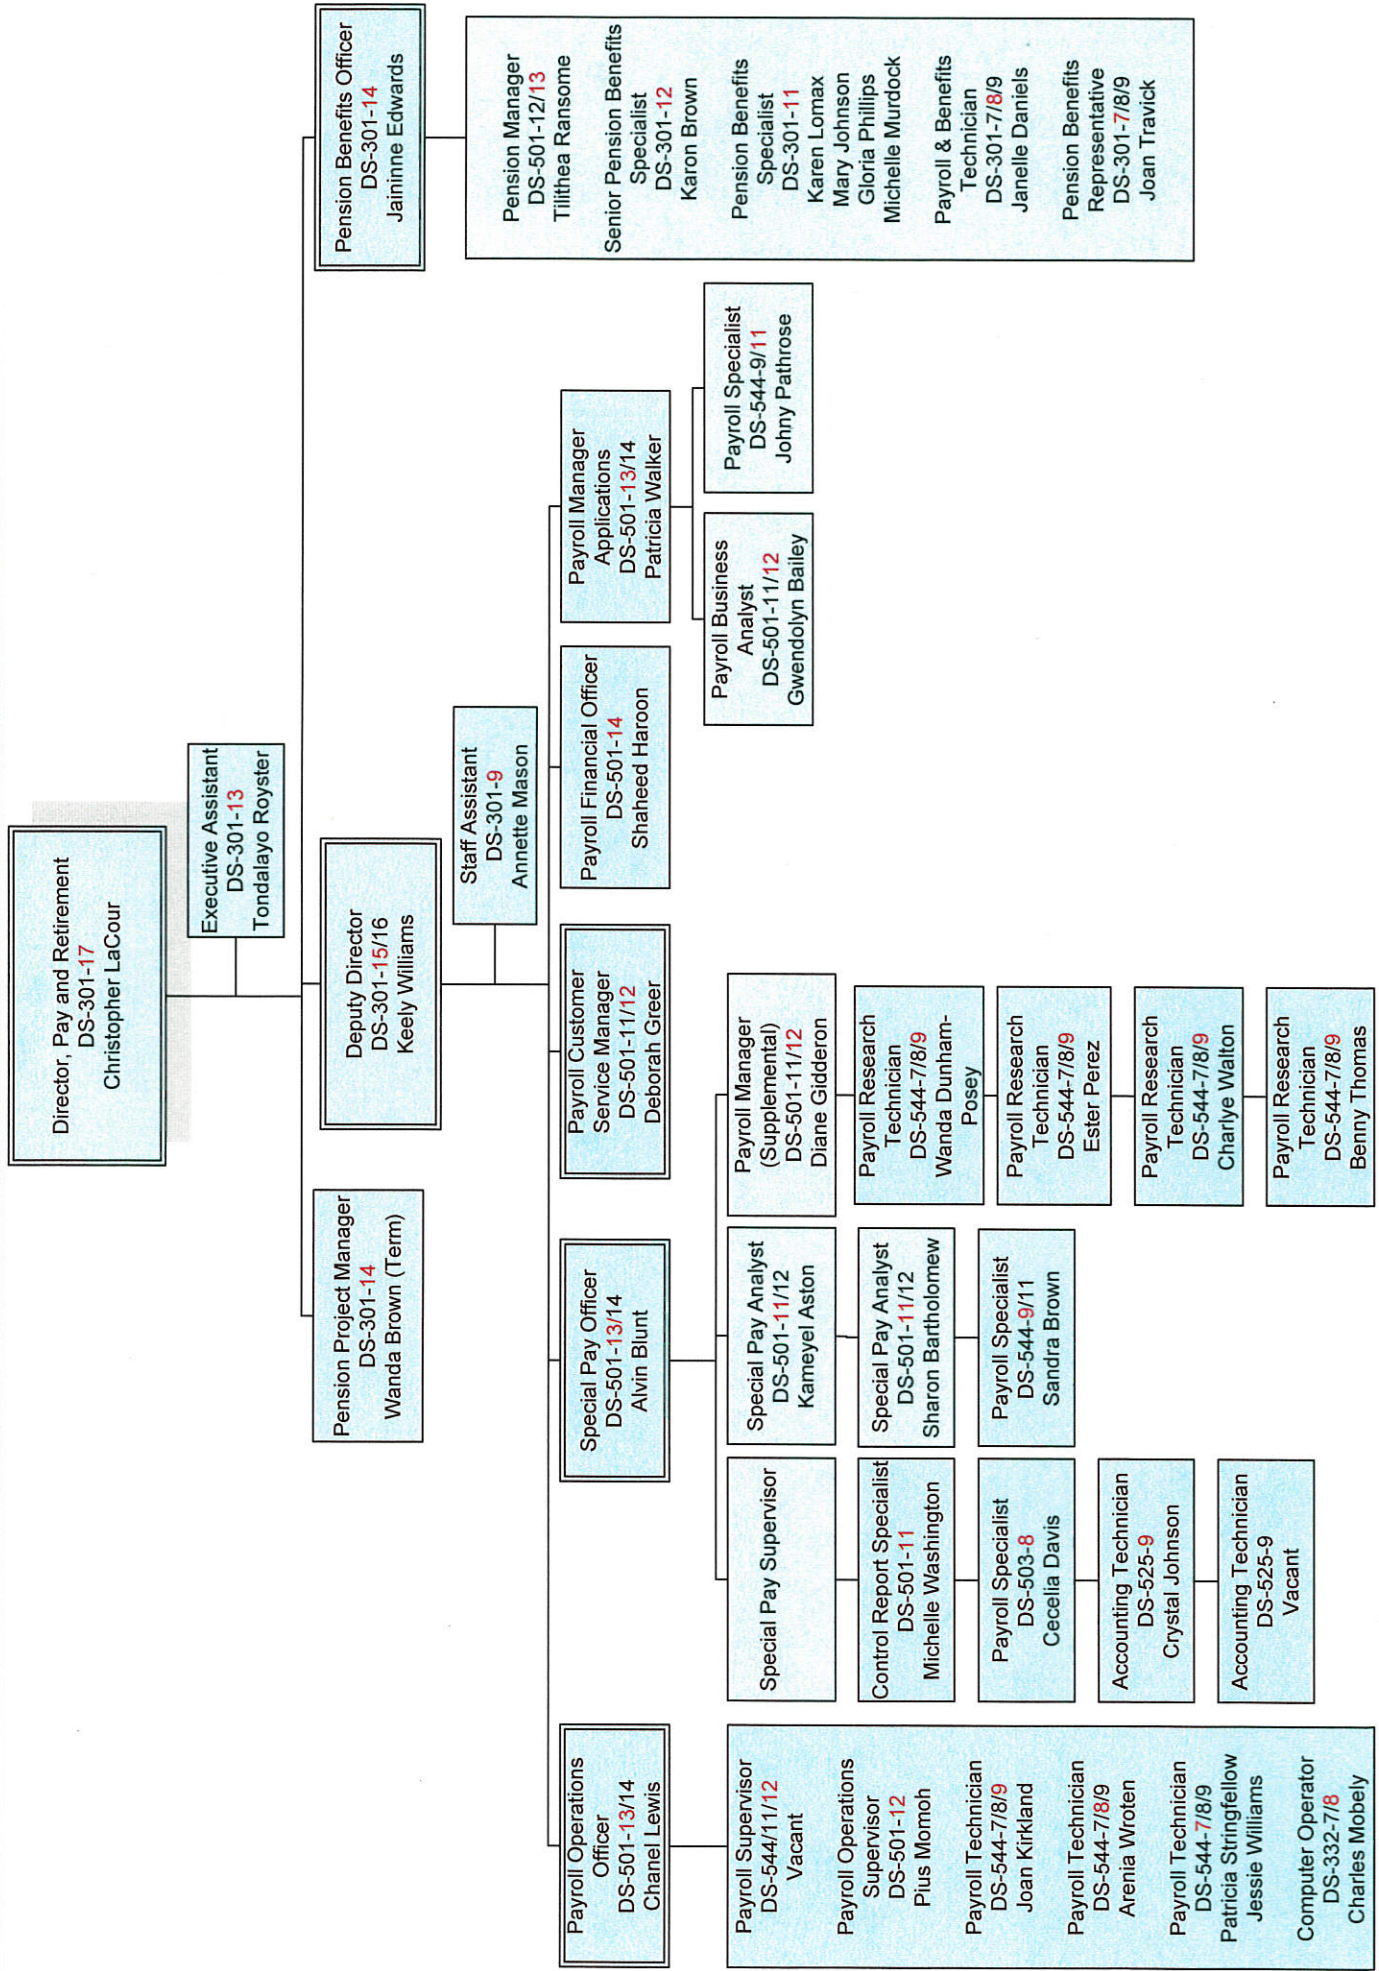 Director, Pay and Retirement
DS-301-17
Christopher LaCour
Executive Assistant
DS-301-13
Tondalayo Royster
Pension Project Manager
DS-301-14
Wanda Brown (Term)
Deputy Director
DS-301-15/16
Keely Williams
Pension Benefits Officer
DS-301-14
Jainine Edwards
Staff Assistant
DS-301-9
Annette Mason
Pension Manager
DS-501-12/13
Tilithea Ransome
Senior Pension Benefits
Specialist
DS-301-12
Karon Brown
Pension Benefits
Specialist
DS-301-11
Karen Lomax
Mary Johnson
Gloria Phillips
Michelle Murdock
Payroll & Benefits
Technician
DS-301-7/8/9
Janelle Daniels
Pension Benefits
Representative
DS-301-7/8/9
Joan Travick
Payroll Operations
Officer
DS-501-13/14
Chanel Lewis
Special Pay Officer
DS-501-13/14
Alvin Blunt
Payroll Customer
Service Manager
DS-501-11/12
Deborah Greer
Payroll Financial Officer
DS-501-14
Shaheed Haroon
Payroll Manager
Applications
DS-501-13/14
Patricia Walker
Payroll Business
Analyst
DS-501-11/12
Gwendolyn Bailey
Payroll Specialist
DS-544-9/11
Johny Pathrose
Payroll Supervisor
DS-544/11/12
Vacant
Payroll Operations
Supervisor
DS-501-12
Pius Momoh
Payroll Technician
DS-544-7/8/9
Joan Kirkland
Payroll Technician
DS-544-7/8/9
Arenia Wroten
Payroll Technician
DS-544-7/8/9
Patricia Stringfellow
Jessie Williams
Computer Operator
DS-332-7/8
Charles Mobely
Special Pay Supervisor
Control Report Specialist
DS-501-11
Michelle Washington
Payroll Specialist
DS-503-8
Cecelia Davis
Accounting Technician
DS-525-9
Crystal Johnson
Accounting Technician
DS-525-9
Vacant
Special Pay Analyst
DS-501-11/12
Kameyel Aston
Special Pay Analyst
DS-501-11/12
Sharon Bartholomew
Payroll Specialist
DS-544-9/11
Sandra Brown
Payroll Manager
(Supplemental)
DS-501-11/12
Diane Gidderon
Payroll Research
Technician
DS-544-7/8/9
Wanda Dunham-
Posey
Payroll Research
Technician
DS-544-7/8/9
Ester Perez
Payroll Research
Technician
DS-544-7/8/9
Charlye Walton
Payroll Research
Technician
DS-544-7/8/9
Benny Thomas